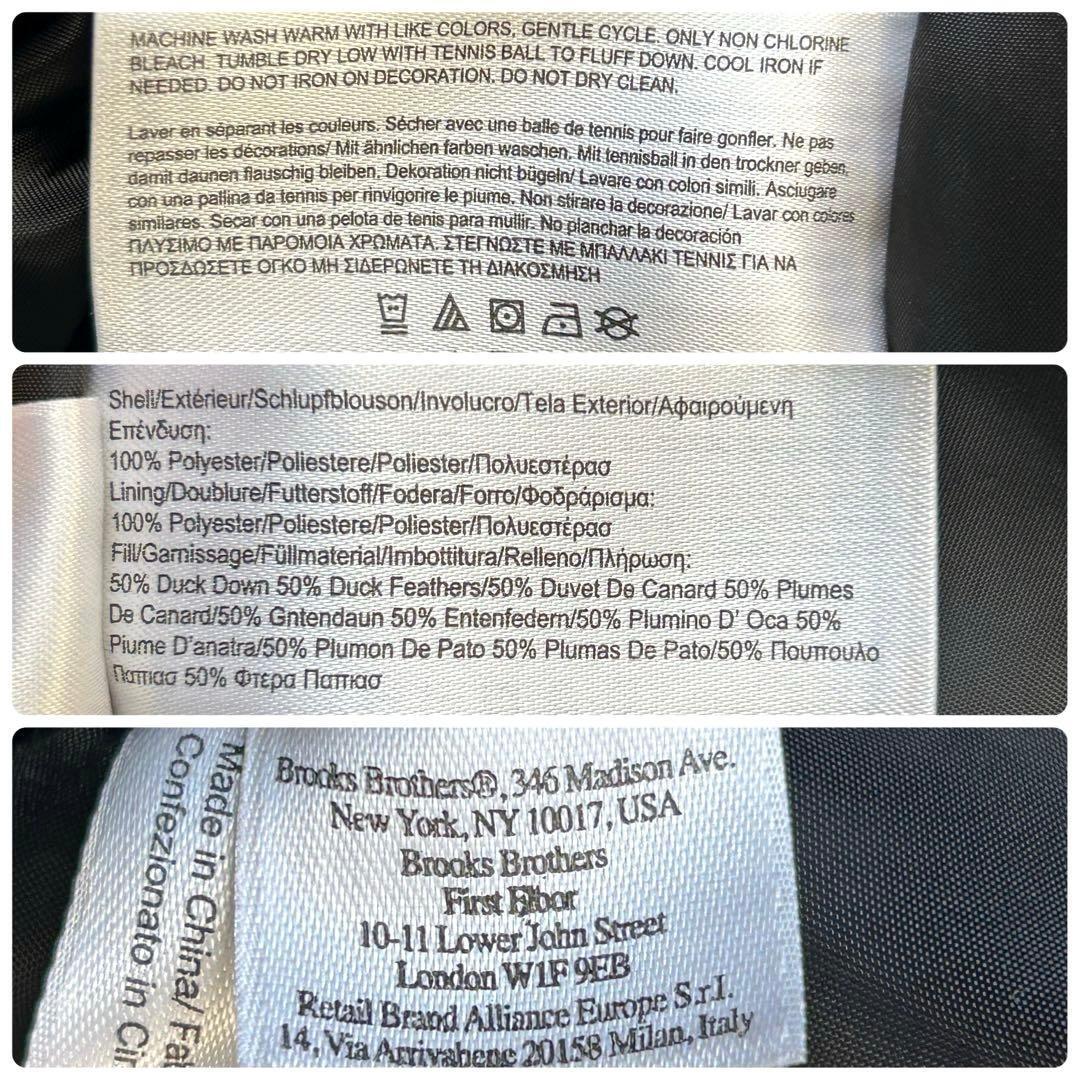 MACHINE WASH WARM WITH LIKE COLORS, GENTLE CYCLE. ONLY NON CHLORINE
BLEACH TUMBLE DRY LOW WITH TENNIS BALL TO FLUFF DOWN. COOL IRON IF
NEEDED. DO NOT IRON ON DECORATION. DO NOT DRY CLEAN.
Laver en séparant les couleurs. Sécher avec une balle de tennis pour faire gonfler. Ne pas
repasser les décorations/ Mit ähnlichen farben waschen. Mit tennisball in den trockner geben,
damit daunen flauschig bleiben. Dekoration nicht bügeln/ Lavare con colori simili. Asciugare
con una pallina da tennis per rinvigorire le piume. Non stirare la decorazione/ Lavar con colores
similares. Secar con una pelota de tenis para mullir. No planchar la decoración
ΠΛΥΣΙΜΟ ΜΕ ΠΑΡΟΜΟΙΑ ΧΡΩΜΑΤΑ. ΣΤΕΓΝΩΣΤΕ ΜΕ ΜΠΑΛΛΑΚΙ ΤΕΝΝΙΣ ΓΙΑ ΝΑ
ΠΡΟΣΔΩΣΕΤΕ ΟΓΚΟ ΜΗ ΣΙΔΕΡΩΝΕΤΕ ΤΗ ΔΙΑΚΟΣΜΗΣΗ
Shell/Extérieur/Schlupfblouson/Involucro/Tela Exterior/Αφαιρούμενη
Επένδυση:
100% Polyester/Poliestere/Poliester/Πολυεστέρασ
Lining/Doublure/Futterstoff/Fodera/Forro/Φοδράρισμα:
100% Polyester/Poliestere/Poliester/Πολυεστέρασ
Fill/Garnissage/Füllmaterial/Imbottitura/Relleno/Πλήρωση:
50% Duck Down 50% Duck Feathers/50% Duvet De Canard 50% Plumes
De Canard/50% Gntendaun 50% Entenfedern/50% Plumino D' Oca 50%
Piume D'anatra/50% Plumon De Pato 50% Plumas De Pato/50% Πουπουλο
Παπιασ 50% Φτερα Παπιασ
Made in China/ Fa
Confezionato in Ci
Brooks Brothers®, 346 Madison Ave.
New York, NY 10017, USA
Brooks Brothers
First Floor
10-11 Lower John Street
London W1F 9EB
Retail Brand Alliance Europe S.r.l.
14, Via Arrivabene 20158 Milan, Italy